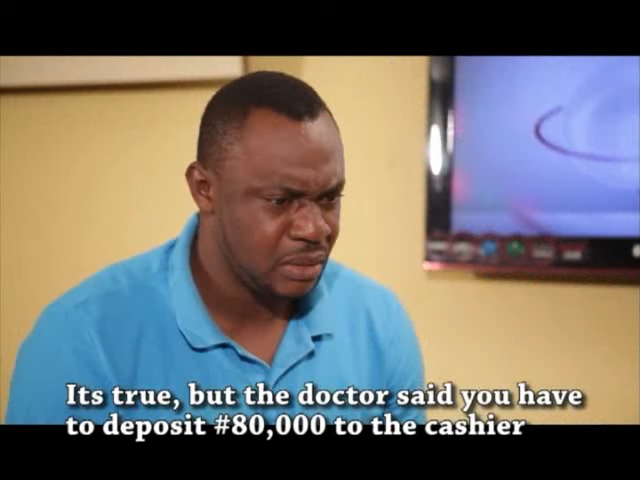 Its true, but the doctor said you have
to deposit #80,000 to the cashier